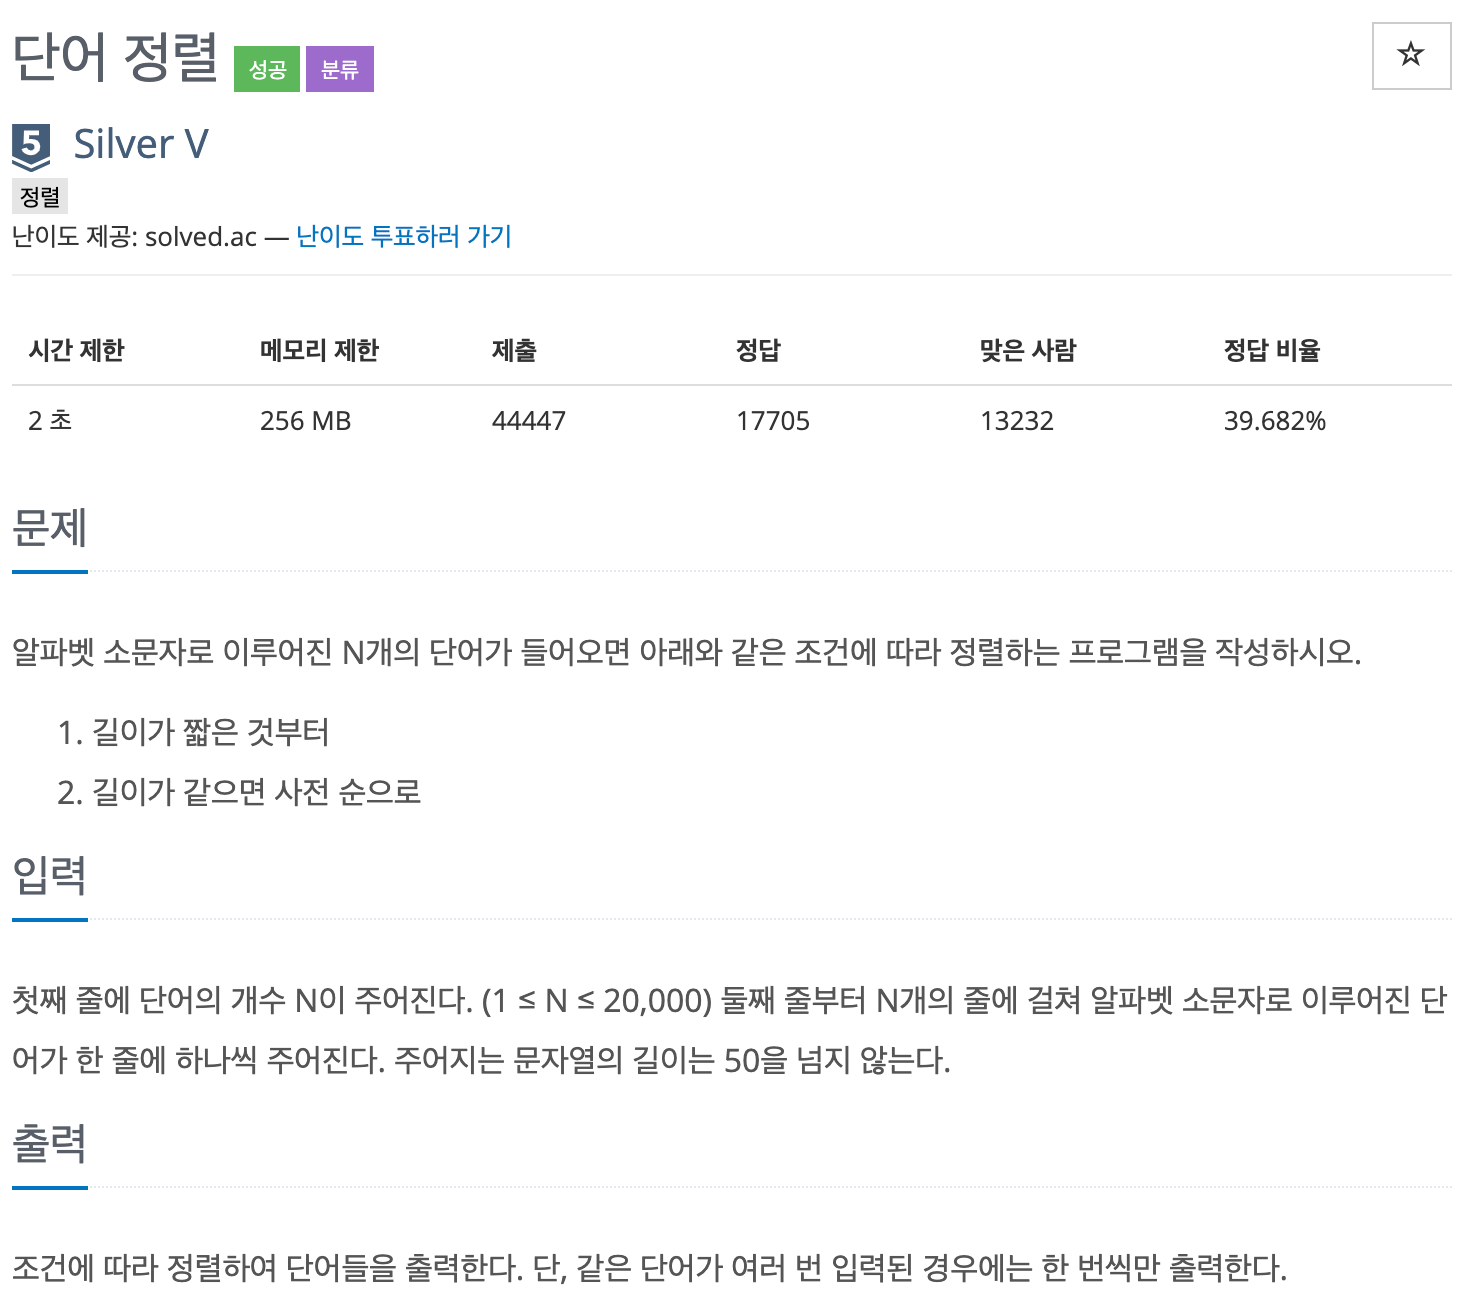 단어 정렬 성공 분류
☆
5 Silver V
정렬
난이도 제공: solved.ac — 난이도 투표하러 가기
시간 제한 메모리 제한 제출 정답 맞은 사람 정답 비율
2 초 256 MB 44447 17705 13232 39.682%
문제
알파벳 소문자로 이루어진 N개의 단어가 들어오면 아래와 같은 조건에 따라 정렬하는 프로그램을 작성하시오.
1. 길이가 짧은 것부터
2. 길이가 같으면 사전 순으로
입력
첫째 줄에 단어의 개수 N이 주어진다. (1 ≤ N ≤ 20,000) 둘째 줄부터 N개의 줄에 걸쳐 알파벳 소문자로 이루어진 단
어가 한 줄에 하나씩 주어진다. 주어지는 문자열의 길이는 50을 넘지 않는다.
출력
조건에 따라 정렬하여 단어들을 출력한다. 단, 같은 단어가 여러 번 입력된 경우에는 한 번씩만 출력한다.